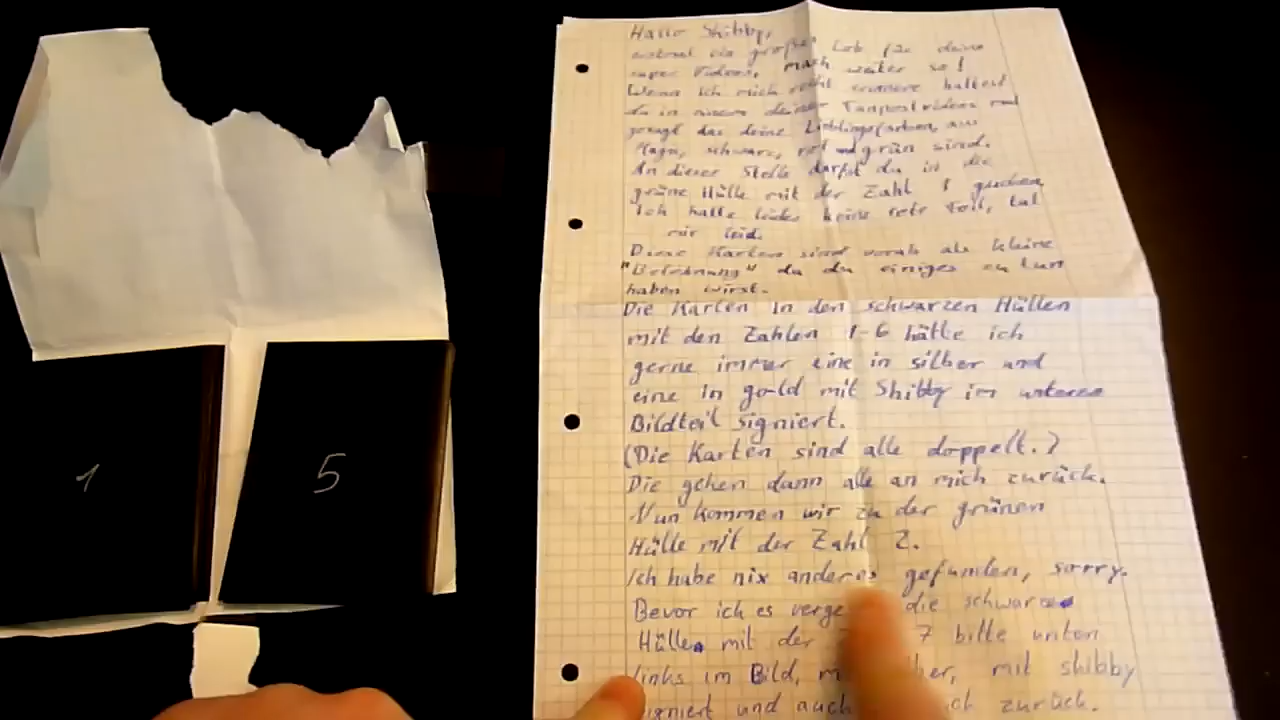 1
5
Hallo Shibby,
erstmal ein großes Lob für deine
super Videos, mach weiter so!
Wenn ich mich recht erinnere hattest
du in einem deiner Fanpostvideos mal
gesagt das deine Lieblingsfarben, aus
Magic, schwarz, rot und grün sind.
An dieser Stelle darfst du in die
grüne Hülle mit der Zahl 1 gucken
Ich hatte leider keine rote Folie, tut
mir leid.
Diese Karten sind vorab als kleine
"Belohnung" da du einiges zu tun
haben wirst.
Die Karten in den schwarzen Hüllen
mit den Zahlen 1-6 hätte ich
gerne immer eine in silber und
eine in gold mit Shibby im unteren
Bildteil signiert.
(Die Karten sind alle doppelt.)
Die gehen dann alle an mich zurück.
Nun kommen wir zu der grünen
Hülle mit der Zahl 2.
Ich habe nix anderes gefunden, sorry.
Bevor ich es die schwarze
Hülle mit der 7 bitte unten
links im Bild, mit shibby
und auch zurück.